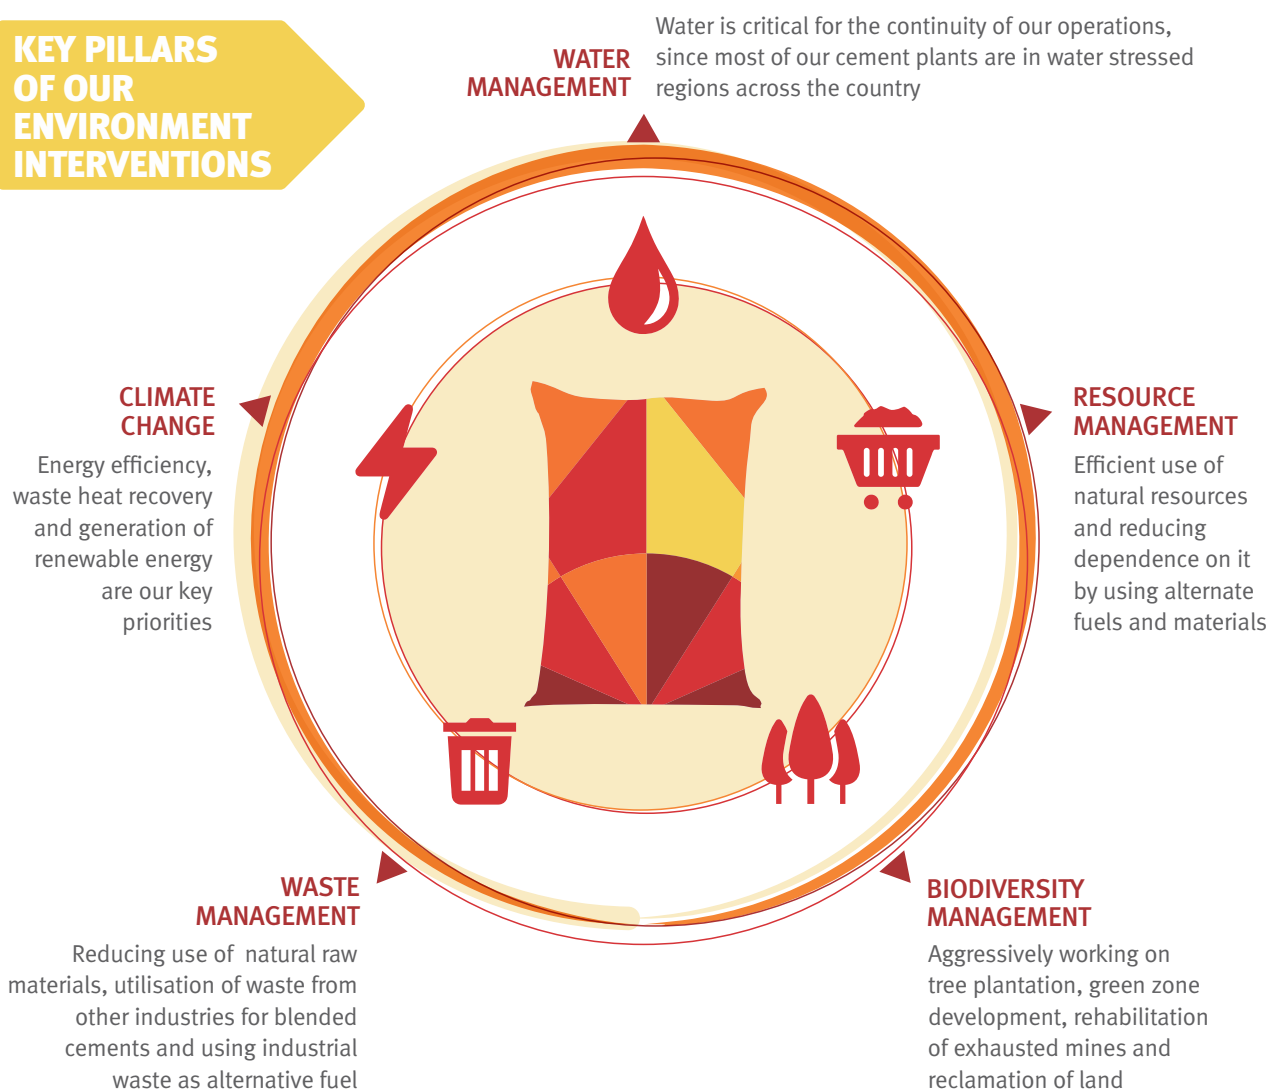 KEY PILLARS
OF OUR
ENVIRONMENT
INTERVENTIONS
WATER
MANAGEMENT
Water is critical for the continuity of our operations,
since most of our cement plants are in water stressed
regions across the country
CLIMATE
CHANGE
Energy efficiency,
waste heat recovery
and generation of
renewable energy
are our key
priorities
RESOURCE
MANAGEMENT
Efficient use of
natural resources
and reducing
dependence on it
by using alternate
fuels and materials
WASTE
MANAGEMENT
Reducing use of natural raw
materials, utilisation of waste from
other industries for blended
cements and using industrial
waste as alternative fuel
BIODIVERSITY
MANAGEMENT
Aggressively working on
tree plantation, green zone
development, rehabilitation
of exhausted mines and
reclamation of land